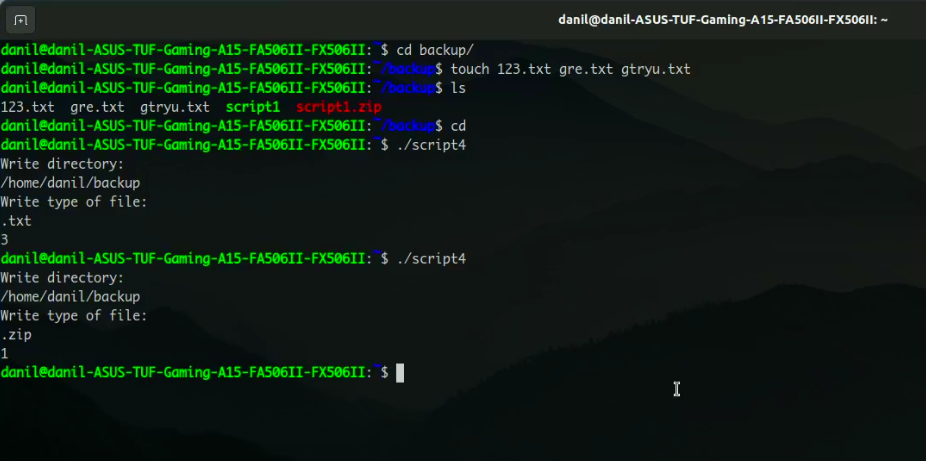 danil@danil-ASUS-TUF-Gaming-A15-FA506II-FX506II: ~
danil@danil-ASUS-TUF-Gaming-A15-FA506II-FX506II:~$ cd backup/
danil@danil-ASUS-TUF-Gaming-A15-FA506II-FX506II:~/backup$ touch 123.txt gre.txt gtryu.txt
danil@danil-ASUS-TUF-Gaming-A15-FA506II-FX506II:~/backup$ ls
123.txt  gre.txt  gtryu.txt  script1  script1.zip
danil@danil-ASUS-TUF-Gaming-A15-FA506II-FX506II:~/backup$ cd
danil@danil-ASUS-TUF-Gaming-A15-FA506II-FX506II:~$ ./script4
Write directory:
/home/danil/backup
Write type of file:
.txt
3
danil@danil-ASUS-TUF-Gaming-A15-FA506II-FX506II:~$ ./script4
Write directory:
/home/danil/backup
Write type of file:
.zip
1
danil@danil-ASUS-TUF-Gaming-A15-FA506II-FX506II:~$